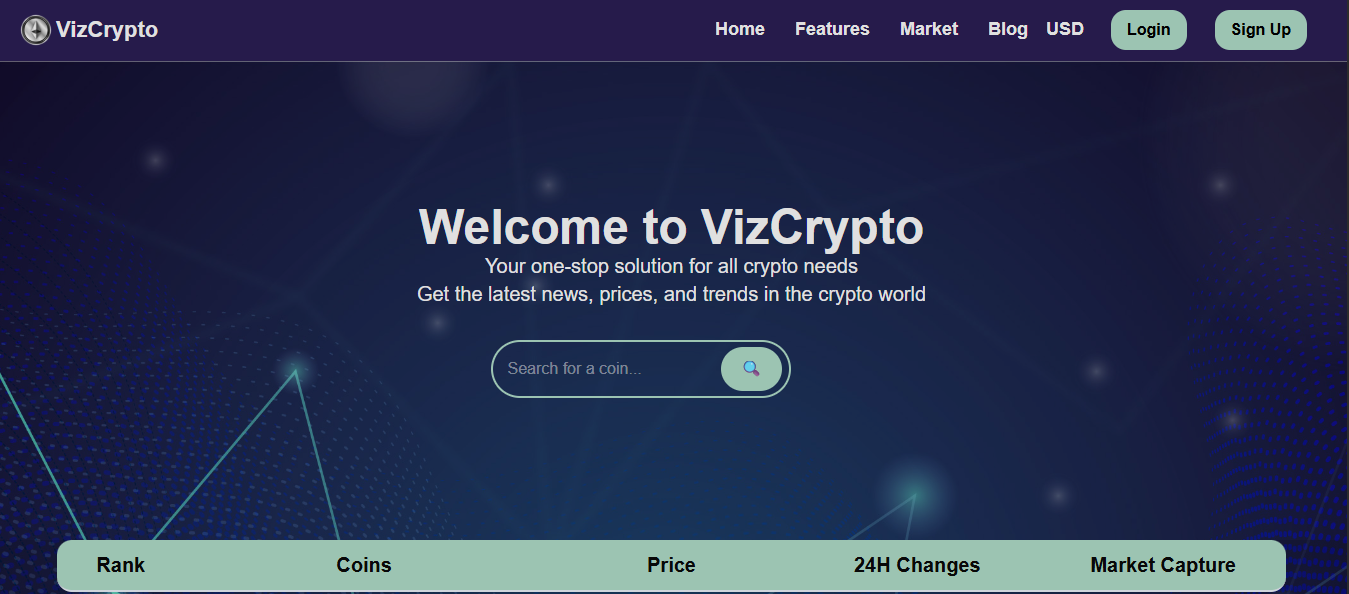 VizCrypto Home Features Market Blog USD Login Sign Up
Welcome to VizCrypto
Your one-stop solution for all crypto needs
Get the latest news, prices, and trends in the crypto world
Search for a coin...
Rank Coins Price 24H Changes Market Capture